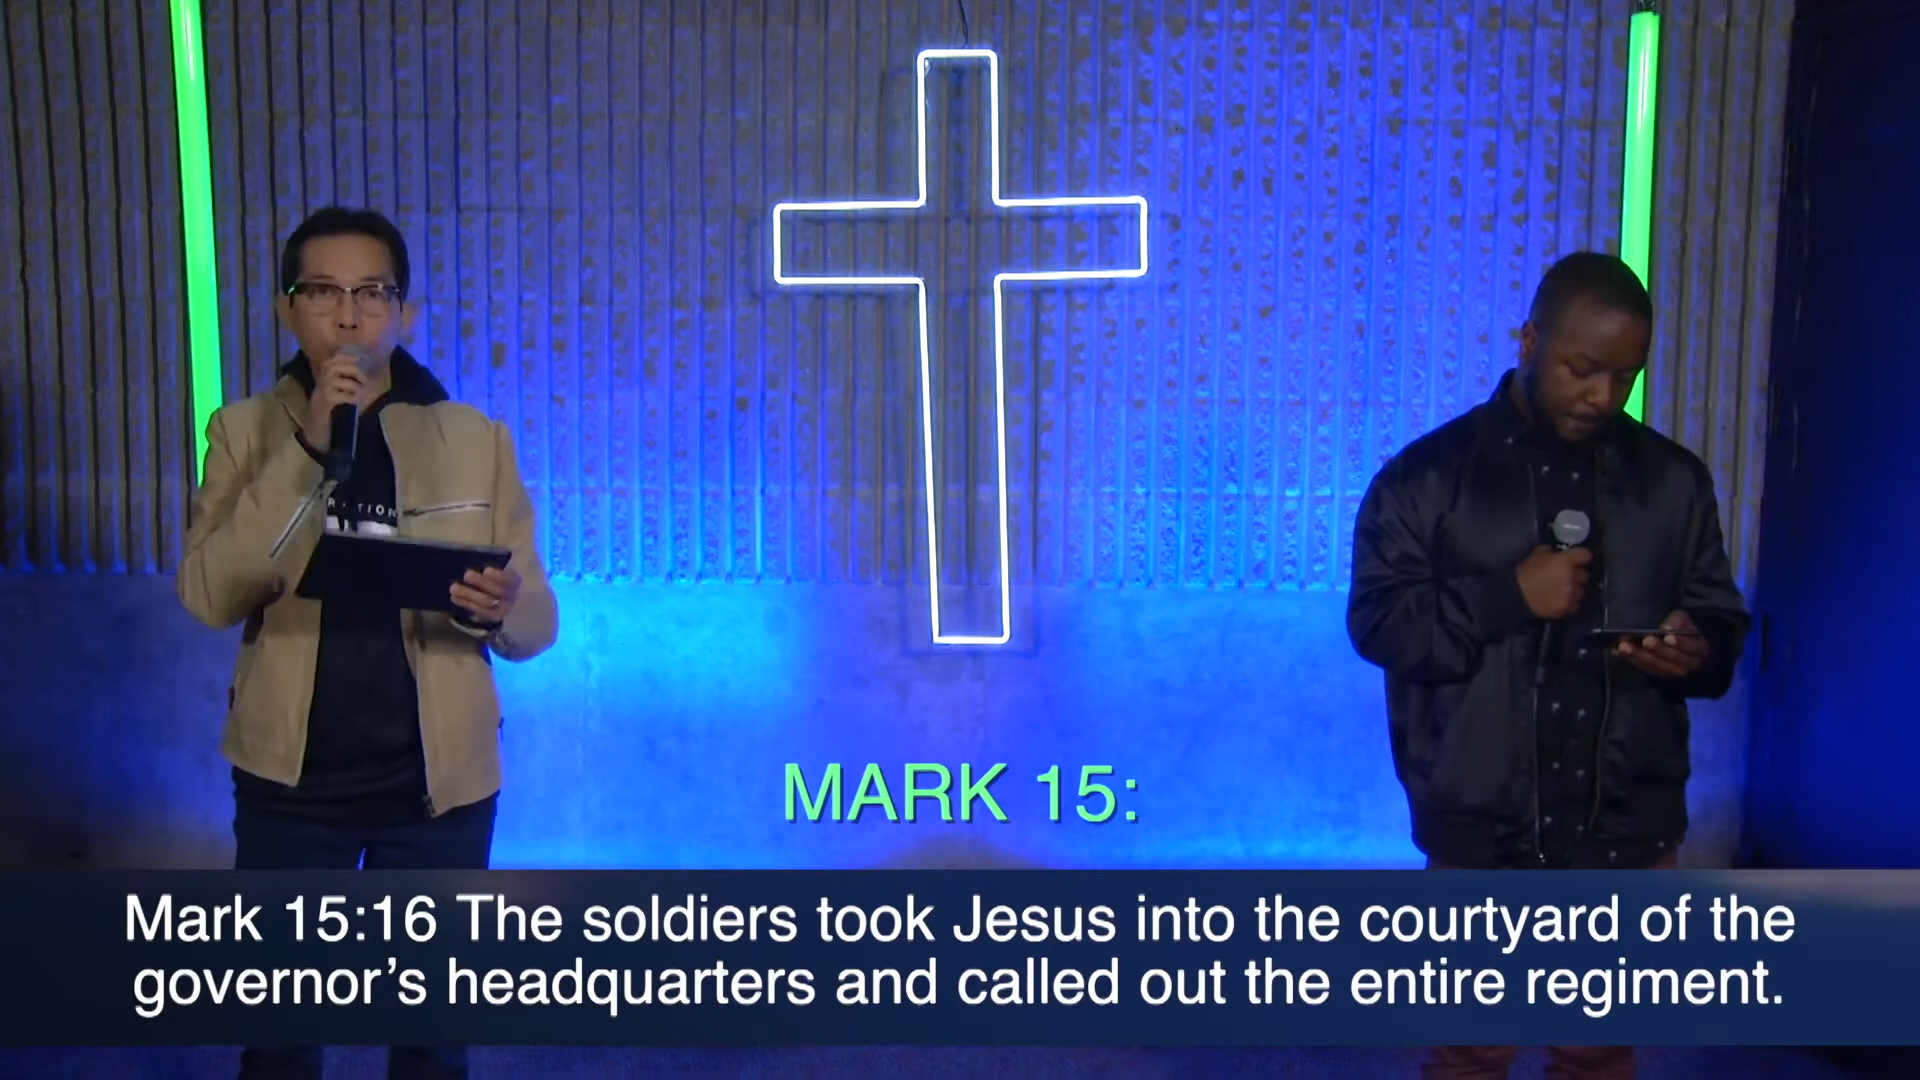 MARK 15:
Mark 15:16 The soldiers took Jesus into the courtyard of the
governor’s headquarters and called out the entire regiment.